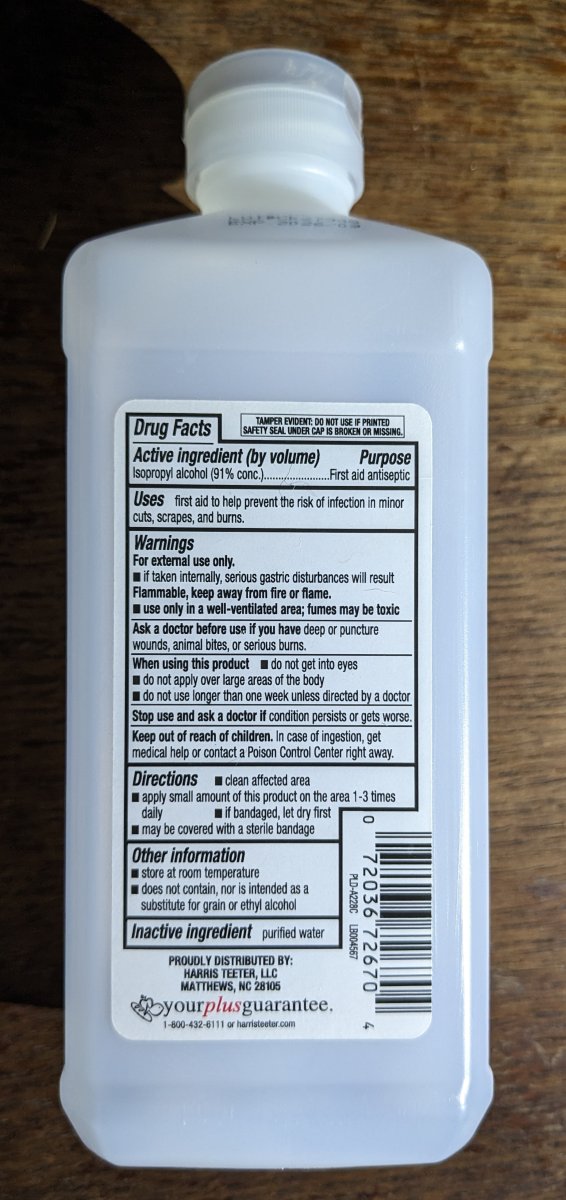 Drug Facts
TAMPER EVIDENT: DO NOT USE IF PRINTED
SAFETY SEAL UNDER CAP IS BROKEN OR MISSING.
Active ingredient (by volume) Purpose
Isopropyl alcohol (91% conc.)......................First aid antiseptic
Uses first aid to help prevent the risk of infection in minor
cuts, scrapes, and burns.
Warnings
For external use only.
■ if taken internally, serious gastric disturbances will result
Flammable, keep away from fire or flame.
■ use only in a well-ventilated area; fumes may be toxic
Ask a doctor before use if you have deep or puncture
wounds, animal bites, or serious burns.
When using this product ■ do not get into eyes
■ do not apply over large areas of the body
■ do not use longer than one week unless directed by a doctor
Stop use and ask a doctor if condition persists or gets worse.
Keep out of reach of children. In case of ingestion, get
medical help or contact a Poison Control Center right away.
Directions ■ clean affected area
■ apply small amount of this product on the area 1-3 times
daily ■ if bandaged, let dry first
■ may be covered with a sterile bandage
Other information
■ store at room temperature
■ does not contain, nor is intended as a
substitute for grain or ethyl alcohol
Inactive ingredient purified water
PROUDLY DISTRIBUTED BY:
HARRIS TEETER, LLC
MATTHEWS, NC 28105
yourplusguarantee.
1-800-432-6111 or harristeeter.com
0 72036 72670 4
PLD-A228C LB004567